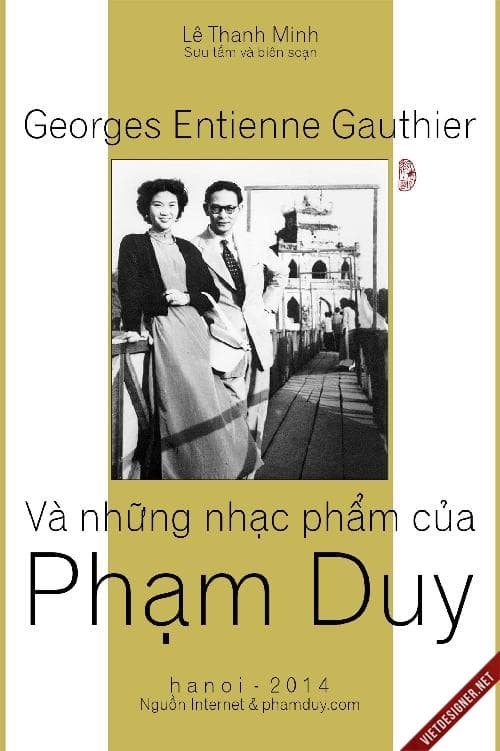 Lê Thanh Minh
Sưu tầm và biên soạn
Georges Entienne Gauthier
Và những nhạc phẩm của
Phạm Duy
hanoi - 2014
Nguồn Internet & phamduy.com
VIETDESIGNER.NET